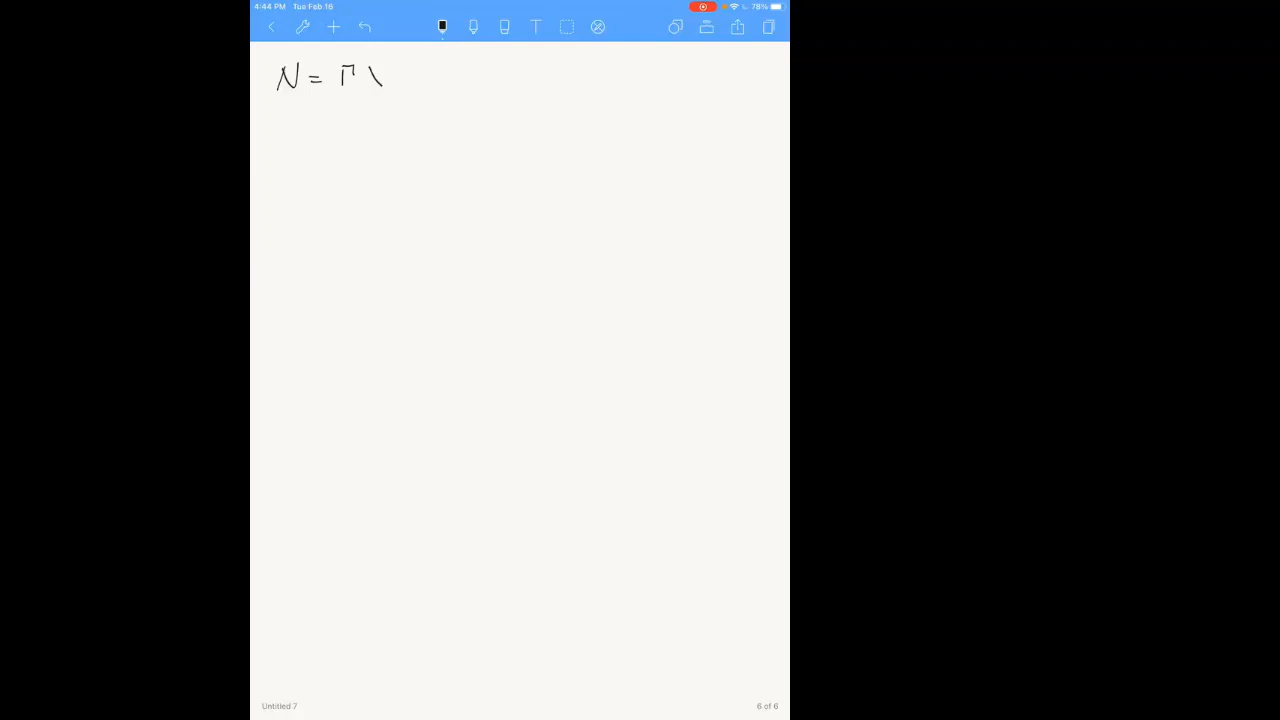 4:44 PM Tue Feb 16
78%
T
N = Γ \
Untitled 7
6 of 6